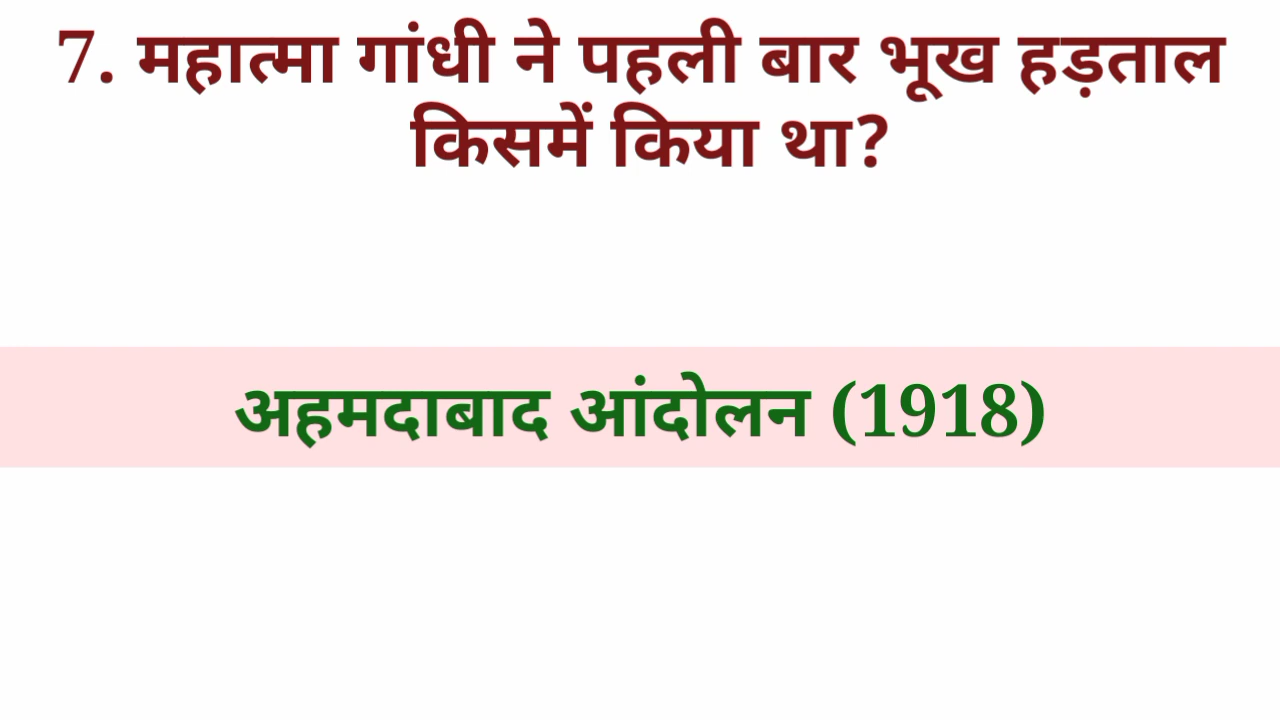 7. महात्मा गांधी ने पहली बार भूख हड़ताल
किसमें किया था?
अहमदाबाद आंदोलन (1918)